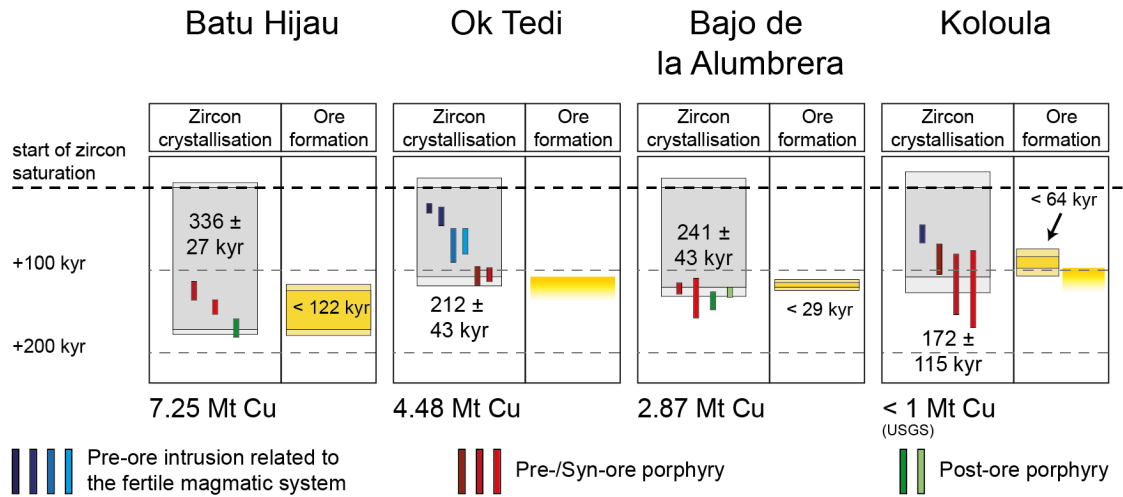 Batu Hijau
Ok Tedi
Bajo de
la Alumbrera
Koloula
Zircon
crystallisation
Ore
formation
Zircon
crystallisation
Ore
formation
Zircon
crystallisation
Ore
formation
Zircon
crystallisation
Ore
formation
start of zircon
saturation
+100 kyr
+200 kyr
336 ±
27 kyr
< 122 kyr
212 ±
43 kyr
241 ±
43 kyr
< 29 kyr
172 ±
115 kyr
< 64 kyr
7.25 Mt Cu
4.48 Mt Cu
2.87 Mt Cu
< 1 Mt Cu
(USGS)
Pre-ore intrusion related to
the fertile magmatic system
Pre-/Syn-ore porphyry
Post-ore porphyry